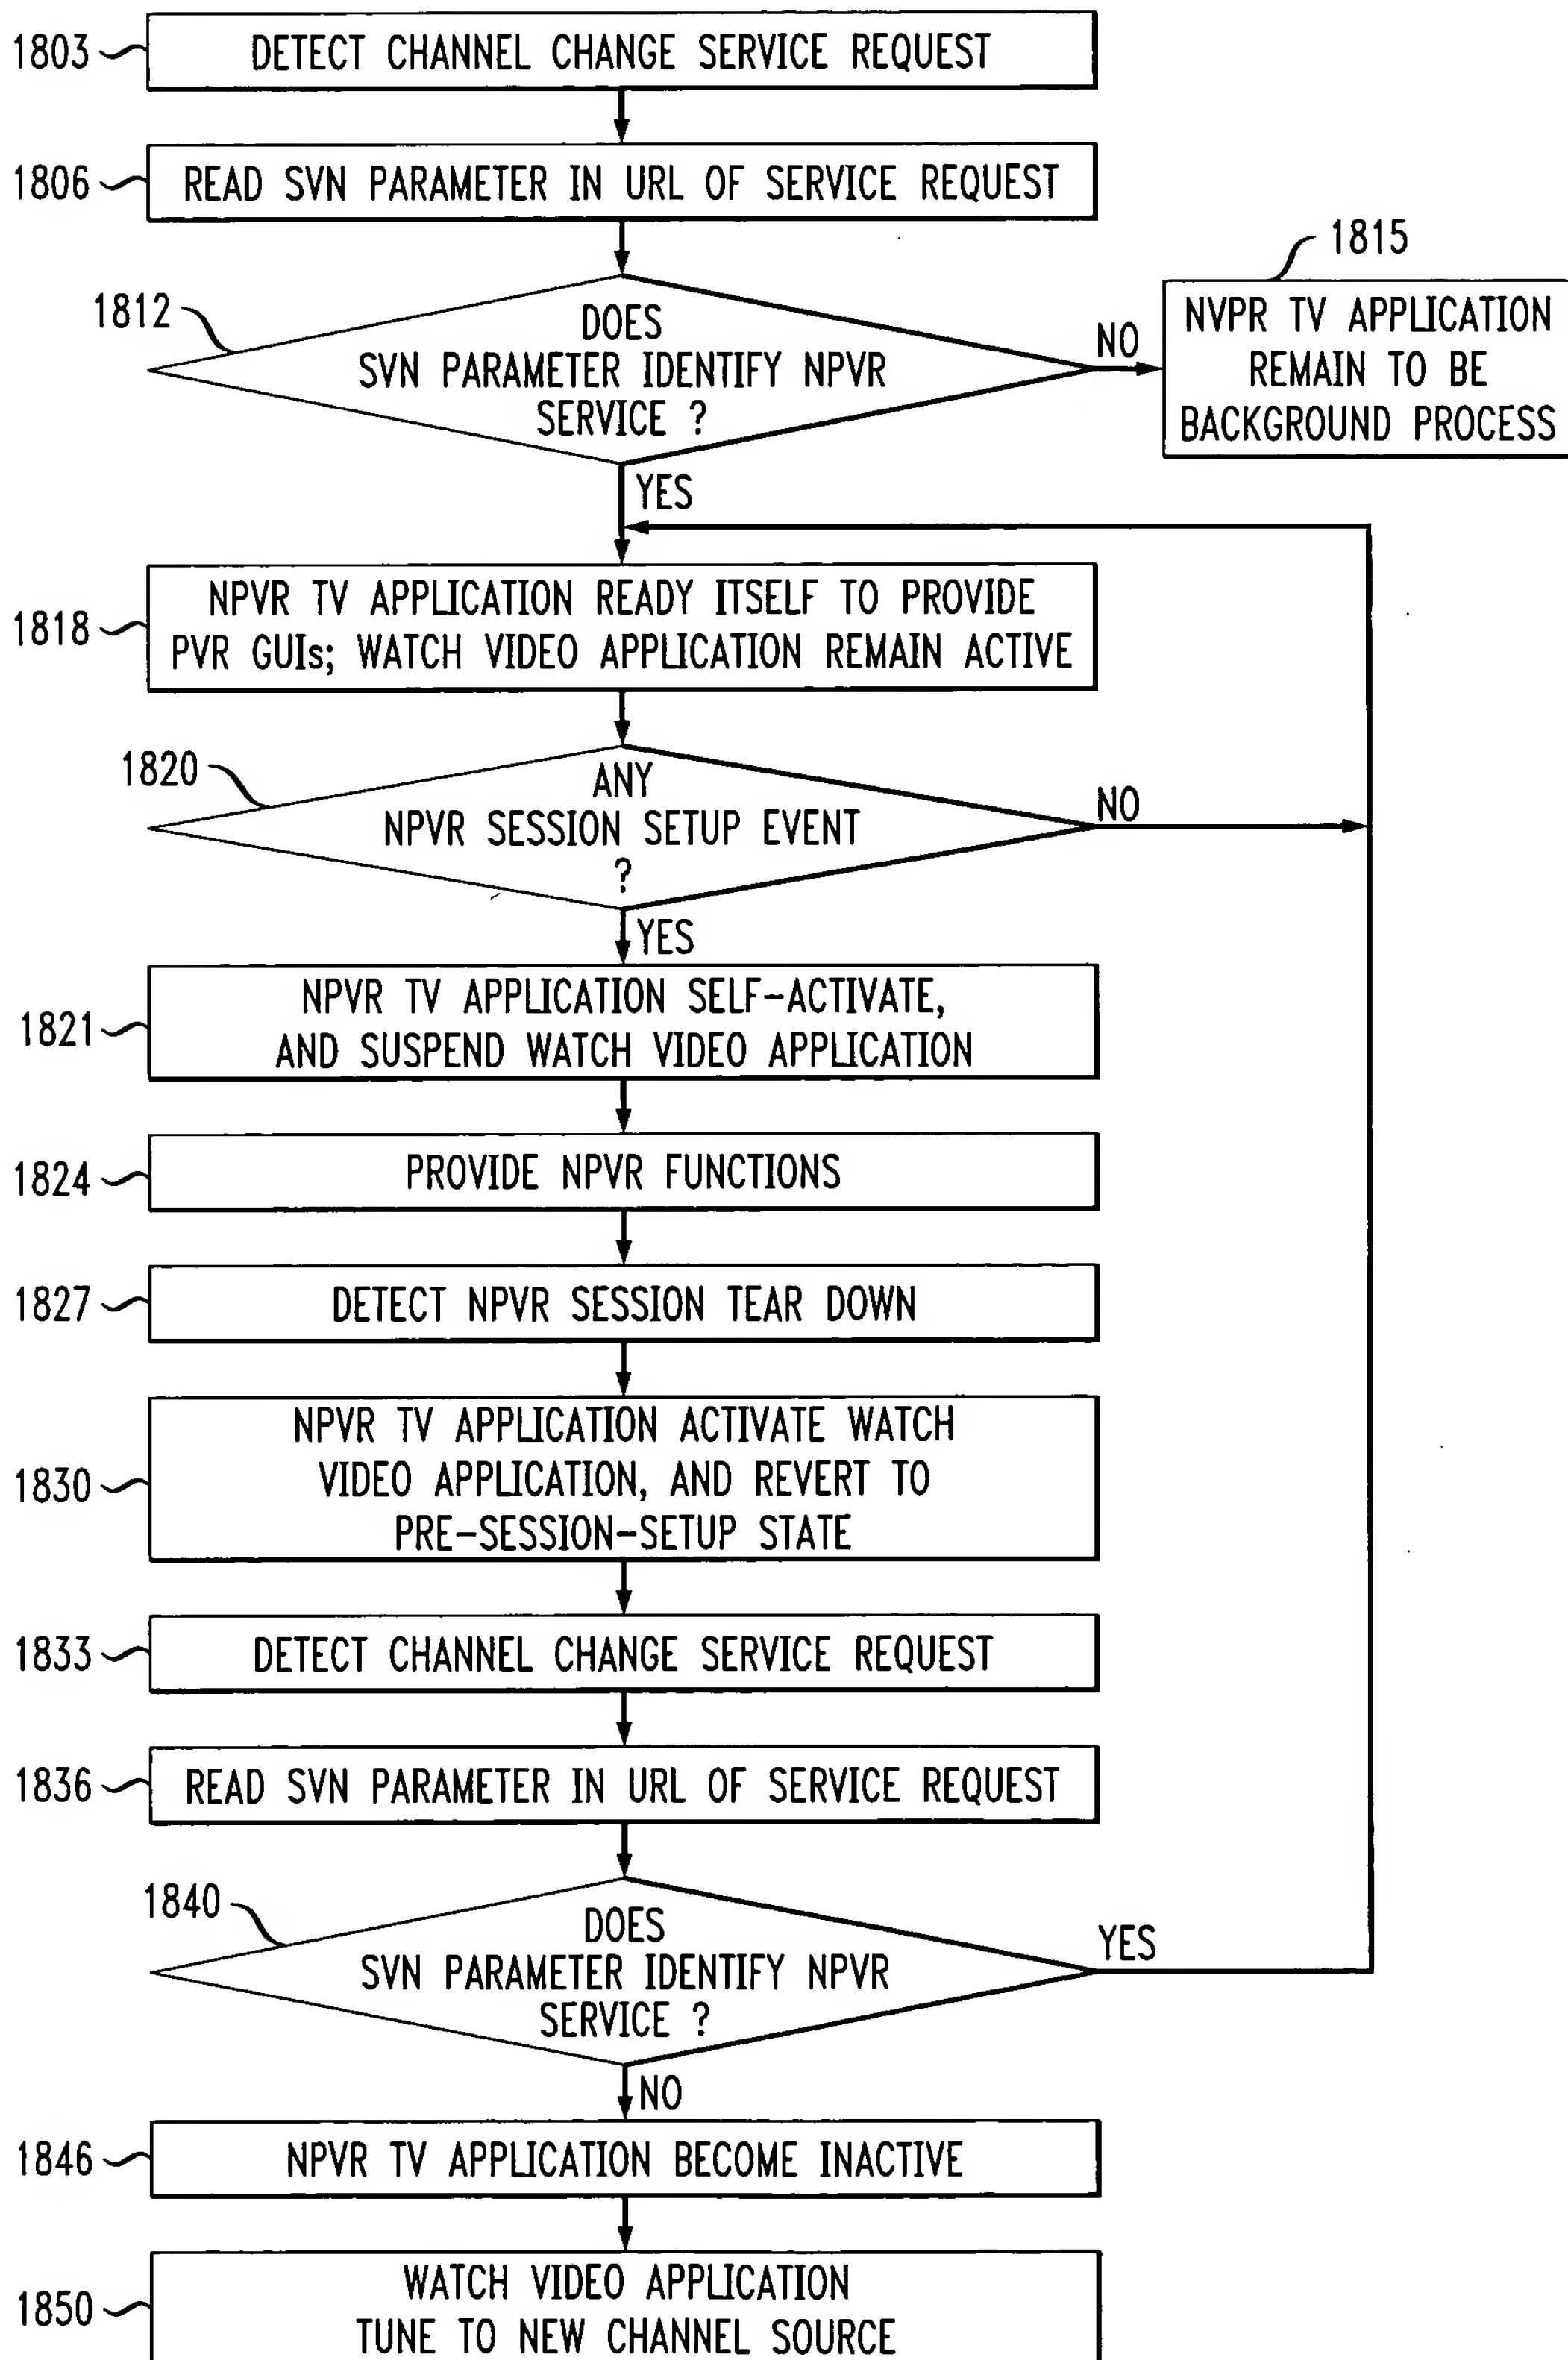 1803
DETECT CHANNEL CHANGE SERVICE REQUEST
1806
READ SVN PARAMETER IN URL OF SERVICE REQUEST
1812
DOES
SVN PARAMETER IDENTIFY NPVR
SERVICE ?
NO
1815
NVPR TV APPLICATION
REMAIN TO BE
BACKGROUND PROCESS
YES
1818
NPVR TV APPLICATION READY ITSELF TO PROVIDE
PVR GUIs; WATCH VIDEO APPLICATION REMAIN ACTIVE
1820
ANY
NPVR SESSION SETUP EVENT
?
NO
YES
1821
NPVR TV APPLICATION SELF-ACTIVATE,
AND SUSPEND WATCH VIDEO APPLICATION
1824
PROVIDE NPVR FUNCTIONS
1827
DETECT NPVR SESSION TEAR DOWN
1830
NPVR TV APPLICATION ACTIVATE WATCH
VIDEO APPLICATION, AND REVERT TO
PRE-SESSION-SETUP STATE
1833
DETECT CHANNEL CHANGE SERVICE REQUEST
1836
READ SVN PARAMETER IN URL OF SERVICE REQUEST
1840
DOES
SVN PARAMETER IDENTIFY NPVR
SERVICE ?
YES
NO
1846
NPVR TV APPLICATION BECOME INACTIVE
1850
WATCH VIDEO APPLICATION
TUNE TO NEW CHANNEL SOURCE